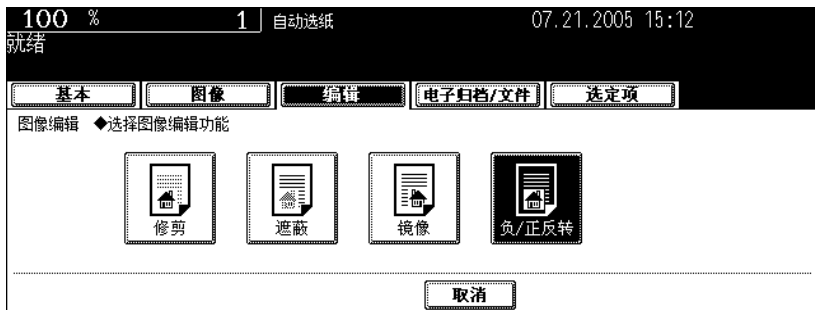 100 % 1 自动选纸 07.21.2005 15:12
就绪
基本 图像 编辑 电子归档/文件 选定项
图像编辑 ◆选择图像编辑功能
修剪 遮蔽 镜像 负/正反转
取消